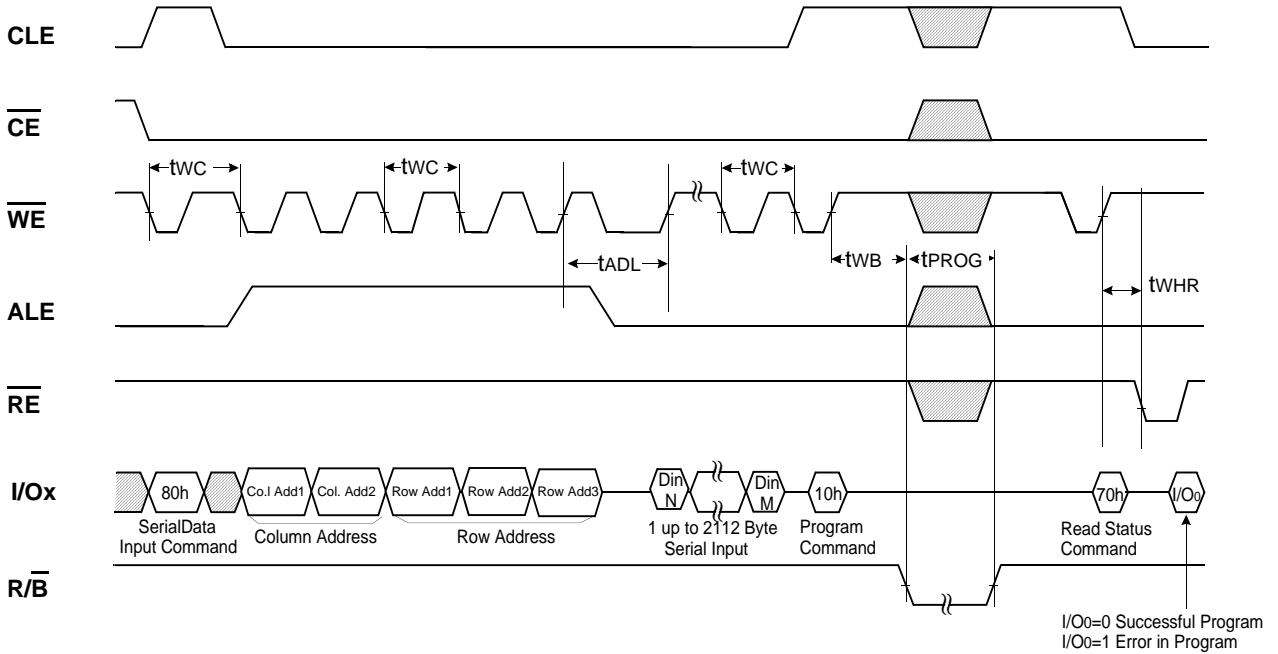 CLE
CE
tWC
tWC
tWC
WE
tADL
tWB
tPROG
tWHR
ALE
RE
I/Ox
80h
Co.l Add1
Col. Add2
Row Add1
Row Add2
Row Add3
Din
N
Din
M
10h
70h
I/O0
SerialData
Input Command
Column Address
Row Address
1 up to 2112 Byte
Serial Input
Program
Command
Read Status
Command
R/B
I/O0=0 Successful Program
I/O0=1 Error in Program